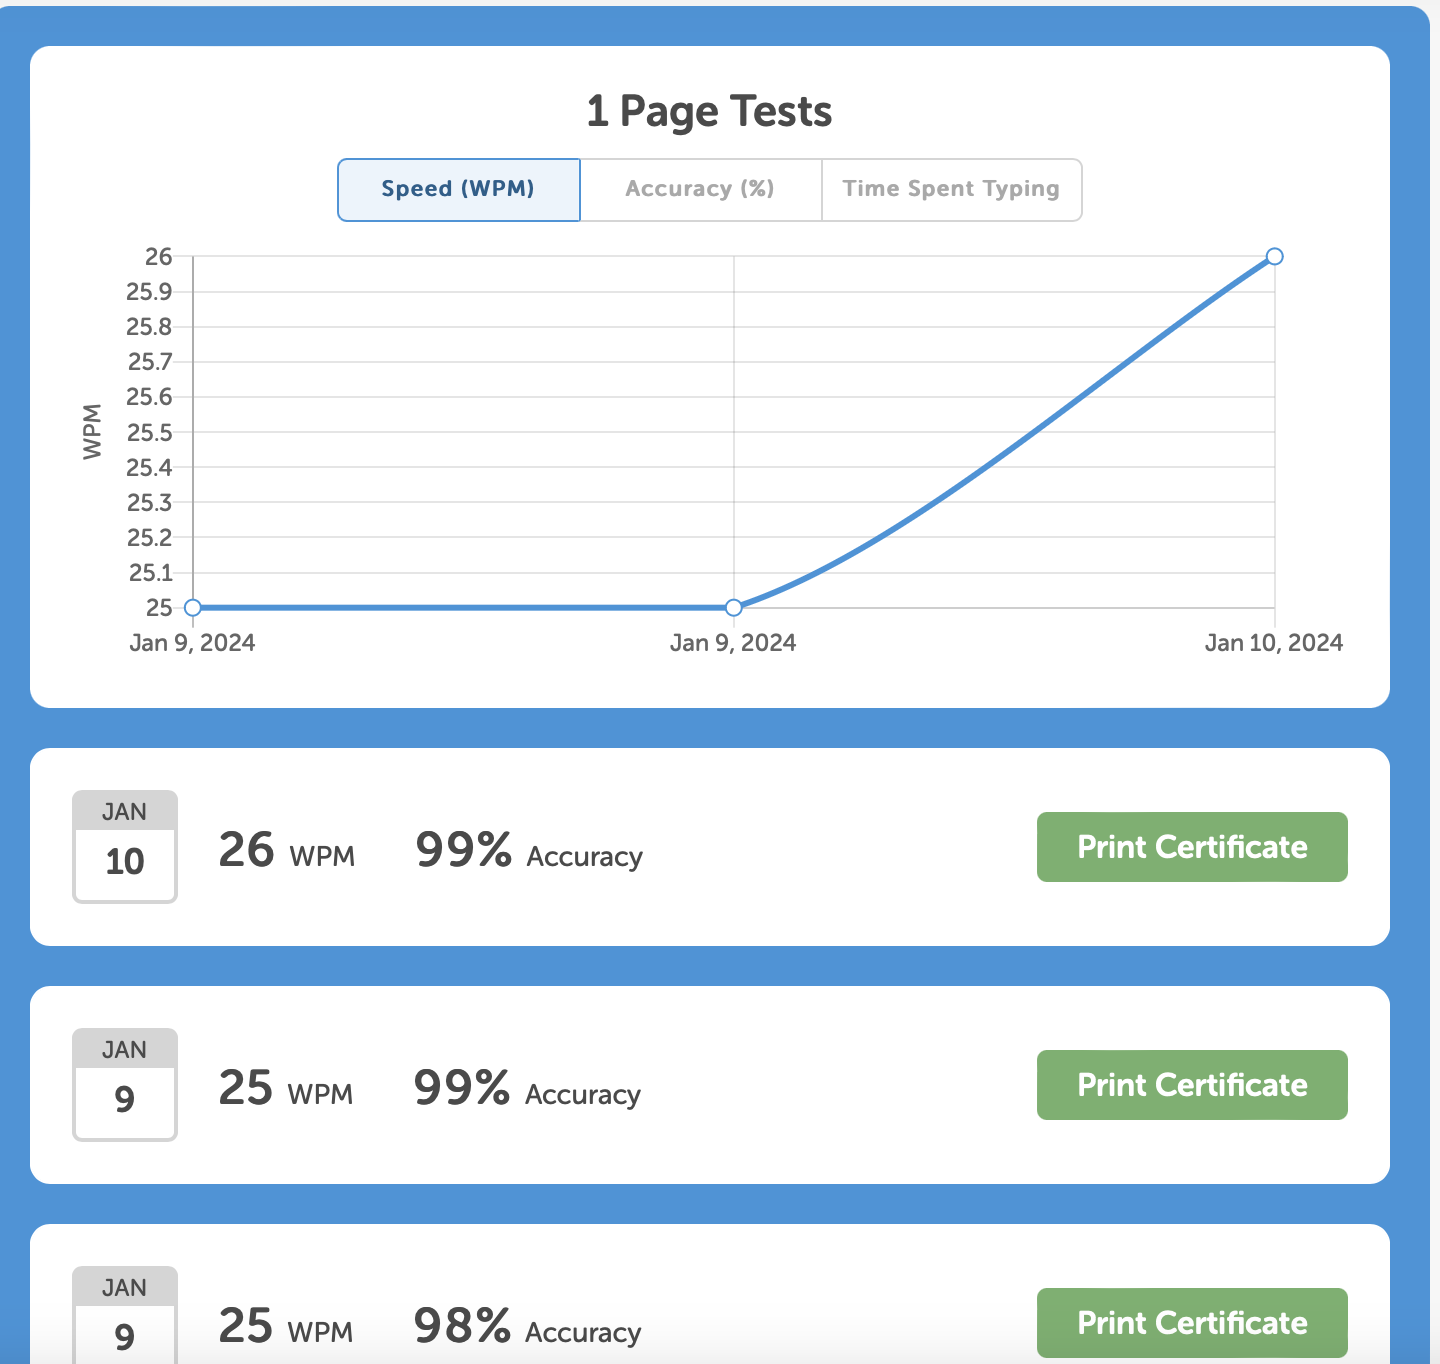 1 Page Tests
Speed (WPM) Accuracy (%) Time Spent Typing
26
25.9
25.8
25.7
25.6
25.5
25.4
25.3
25.2
25.1
25
WPM
Jan 9, 2024 Jan 9, 2024 Jan 10, 2024
JAN
10
26 WPM 99% Accuracy
Print Certificate
JAN
9
25 WPM 99% Accuracy
Print Certificate
JAN
9
25 WPM 98% Accuracy
Print Certificate